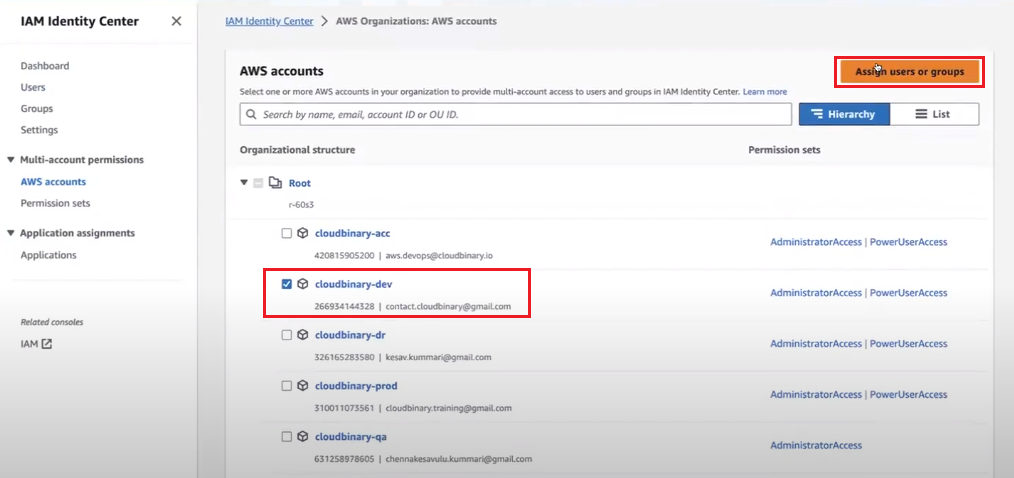 IAM Identity Center
Dashboard
Users
Groups
Settings
Multi-account permissions
AWS accounts
Permission sets
Application assignments
Applications
Related consoles
IAM
IAM Identity Center > AWS Organizations: AWS accounts
AWS accounts
Assign users or groups
Select one or more AWS accounts in your organization to provide multi-account access to users and groups in IAM Identity Center. Learn more
Search by name, email, account ID or OU ID.
Hierarchy
List
Organizational structure
Permission sets
Root
r-60s3
cloudbinary-acc
420815905200 | aws.devops@cloudbinary.io
AdministratorAccess | PowerUserAccess
cloudbinary-dev
266934144328 | contact.cloudbinary@gmail.com
AdministratorAccess | PowerUserAccess
cloudbinary-dr
326165283580 | kesav.kummari@gmail.com
AdministratorAccess | PowerUserAccess
cloudbinary-prod
310011073561 | cloudbinary.training@gmail.com
AdministratorAccess | PowerUserAccess
cloudbinary-qa
631258978605 | chennakesavulu.kummari@gmail.com
AdministratorAccess